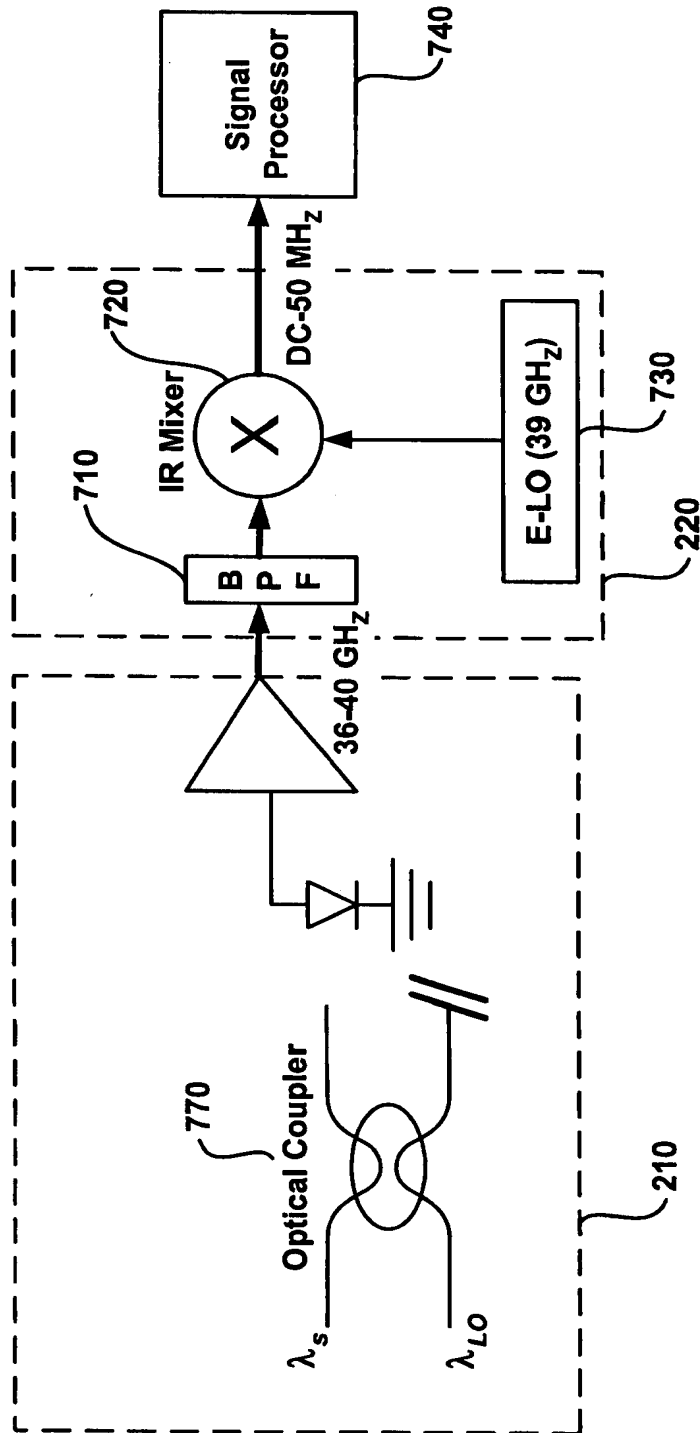 λs
λLO
Optical Coupler
770
210
36-40 GHZ
710
B
P
F
IR Mixer
720
X
E-LO (39 GHZ)
730
220
DC-50 MHZ
Signal
Processor
740